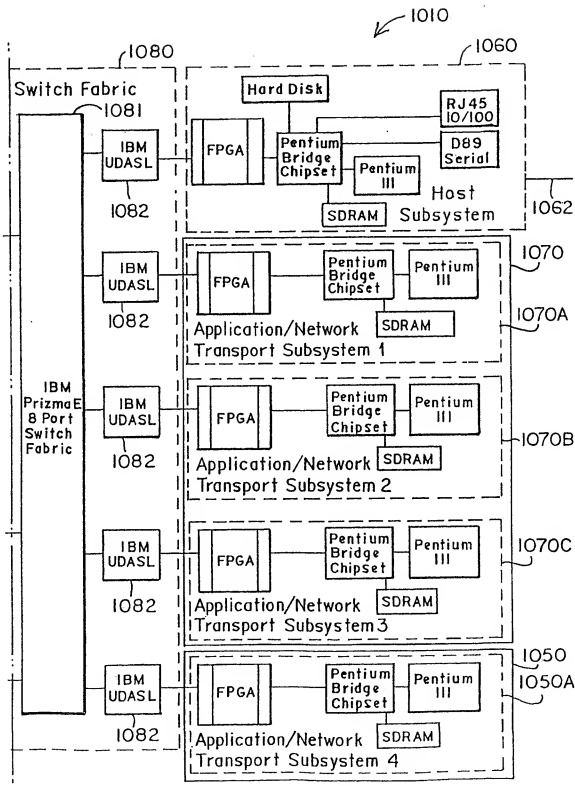 1010
1080
1060
Switch Fabric
1081
Hard Disk
RJ45
10/100
D89
Serial
IBM
UDASL
FPGA
Pentium
Bridge
Chipset
Pentium
III
Host
Subsystem
SDRAM
1082
1062
IBM
UDASL
1082
FPGA
Pentium
Bridge
Chipset
Pentium
III
1070
SDRAM
1070A
Application/Network
Transport Subsystem 1
IBM
PrizmaE
8 Port
Switch
Fabric
IBM
UDASL
1082
FPGA
Pentium
Bridge
Chipset
Pentium
III
1070B
SDRAM
Application/Network
Transport Subsystem 2
IBM
UDASL
1082
FPGA
Pentium
Bridge
Chipset
Pentium
III
1070C
SDRAM
Application/Network
Transport Subsystem 3
IBM
UDASL
1082
FPGA
Pentium
Bridge
Chipset
Pentium
III
1050
1050A
SDRAM
Application/Network
Transport Subsystem 4